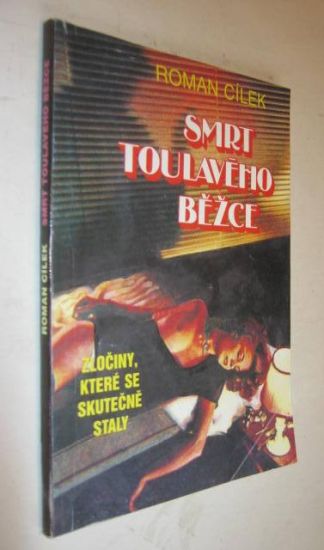 ROMAN CÍLEK
SMRT
TOULAVÉHO
BĚŽCE
ZLOČINY,
KTERÉ SE
SKUTEČNĚ
STALY
ROMAN CÍLEK SMRT TOULAVÉHO BĚŽCE